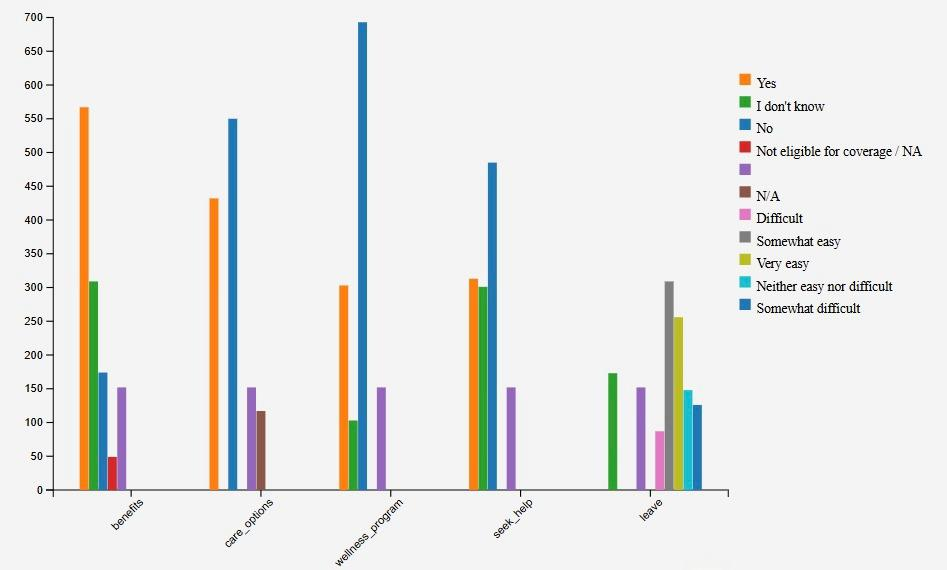 700
650
600
550
500
450
400
350
300
250
200
150
100
50
0
benefits
care_options
wellness_program
seek_help
leave
Yes
I don't know
No
Not eligible for coverage / NA
N/A
Difficult
Somewhat easy
Very easy
Neither easy nor difficult
Somewhat difficult